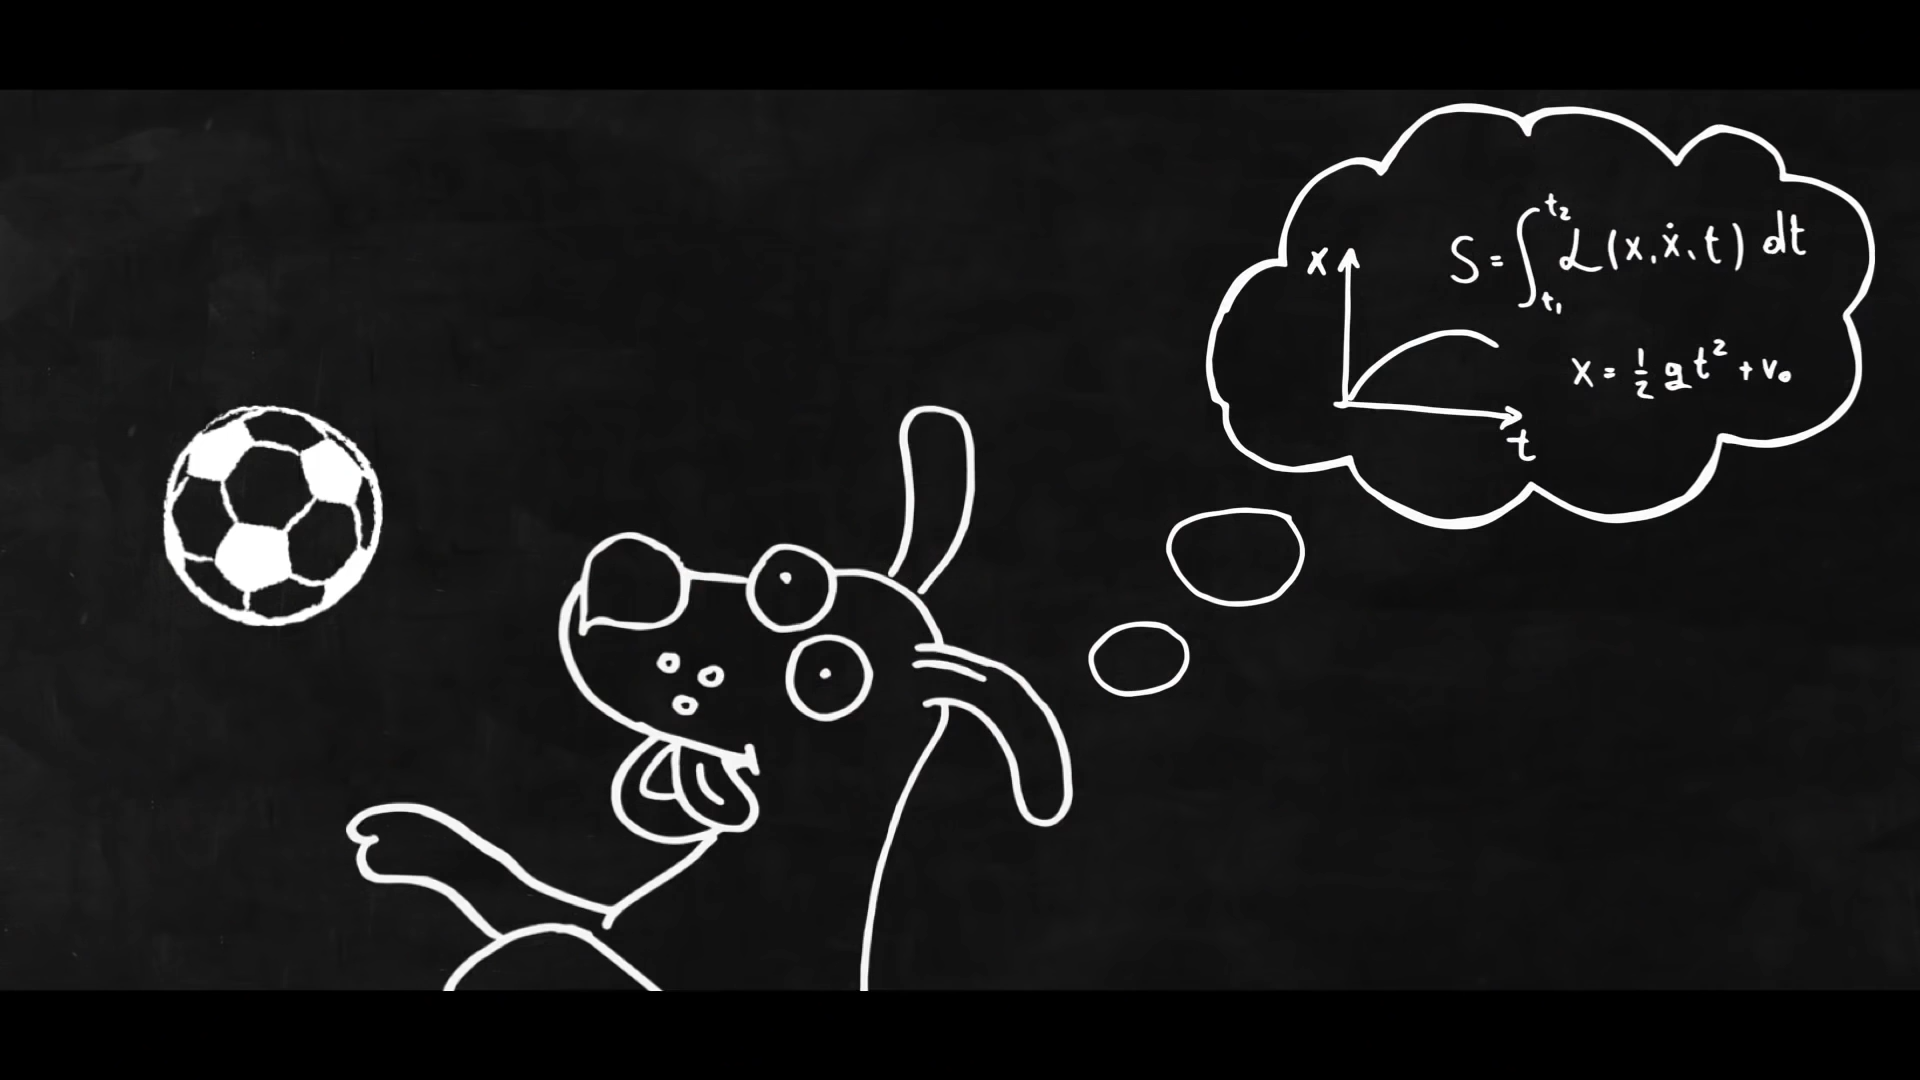 S = ∫_{t₁}^{t₂} L(x, ẋ, t) dt
x
x = ½ g t² + v₀
t